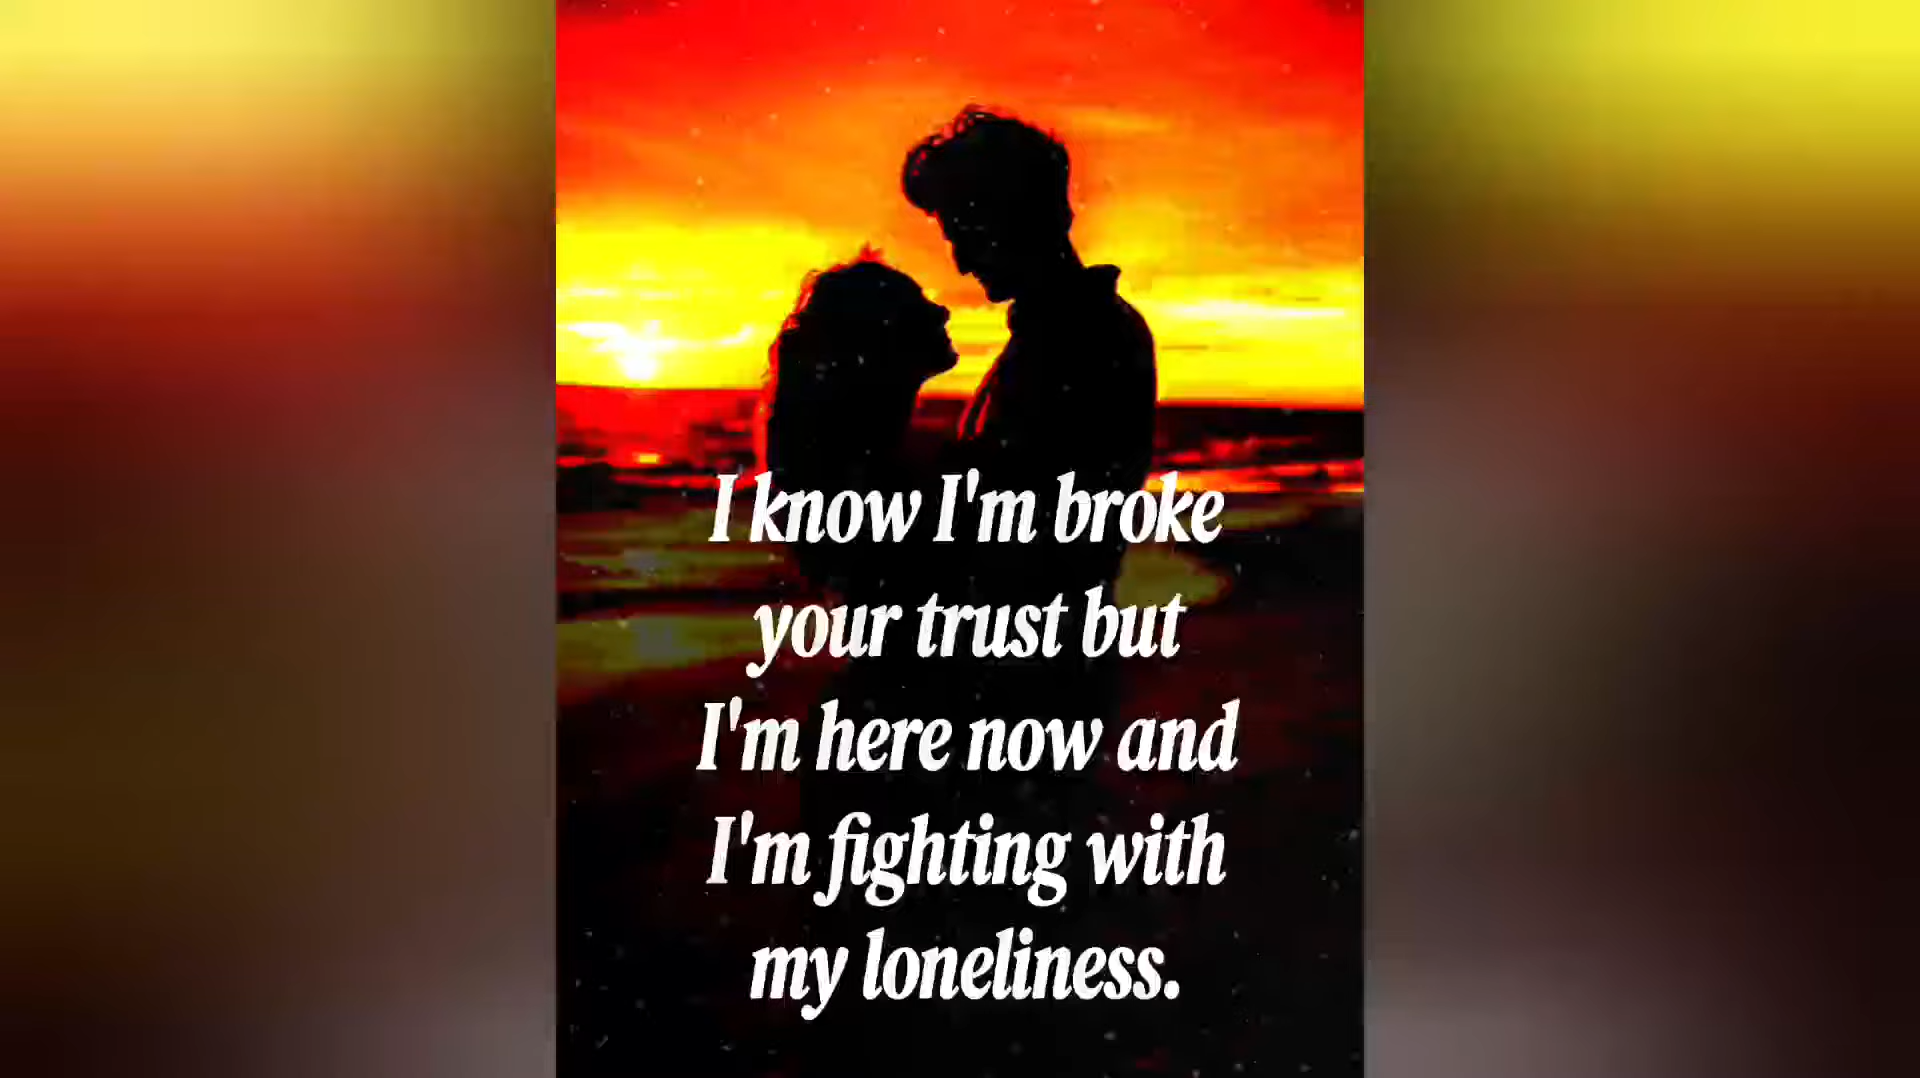 I know I'm broke
your trust but
I'm here now and
I'm fighting with
my loneliness.